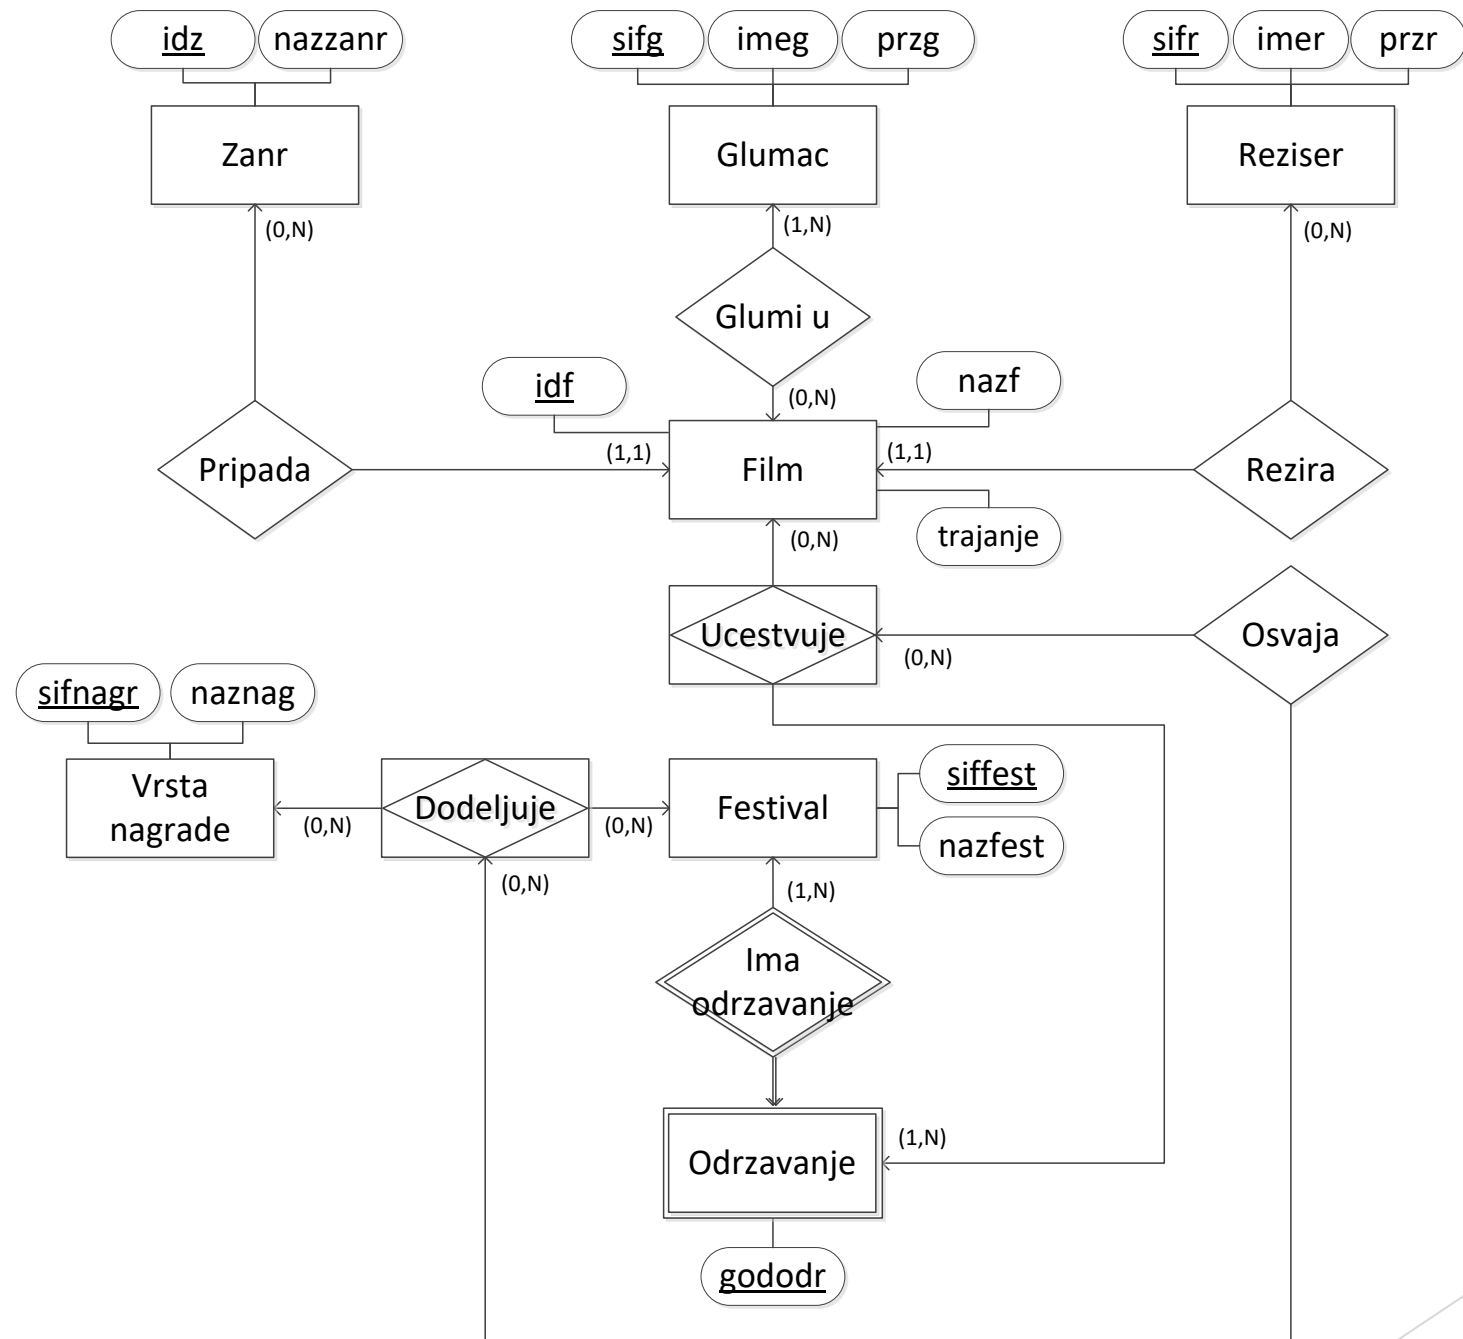 idz
nazzanr
sifg
imeg
przg
sifr
imer
przr
Zanr
Glumac
Reziser
(0,N)
(1,N)
(0,N)
Glumi u
idf
nazf
(0,N)
(1,1)
(1,1)
Pripada
Film
Rezira
(0,N)
trajanje
Ucestvuje
Osvaja
(0,N)
sifnagr
naznag
Vrsta
nagrade
Dodeljuje
Festival
siffest
nazfest
(0,N)
(0,N)
(0,N)
(1,N)
Ima
odrzavanje
(1,N)
Odrzavanje
gododr